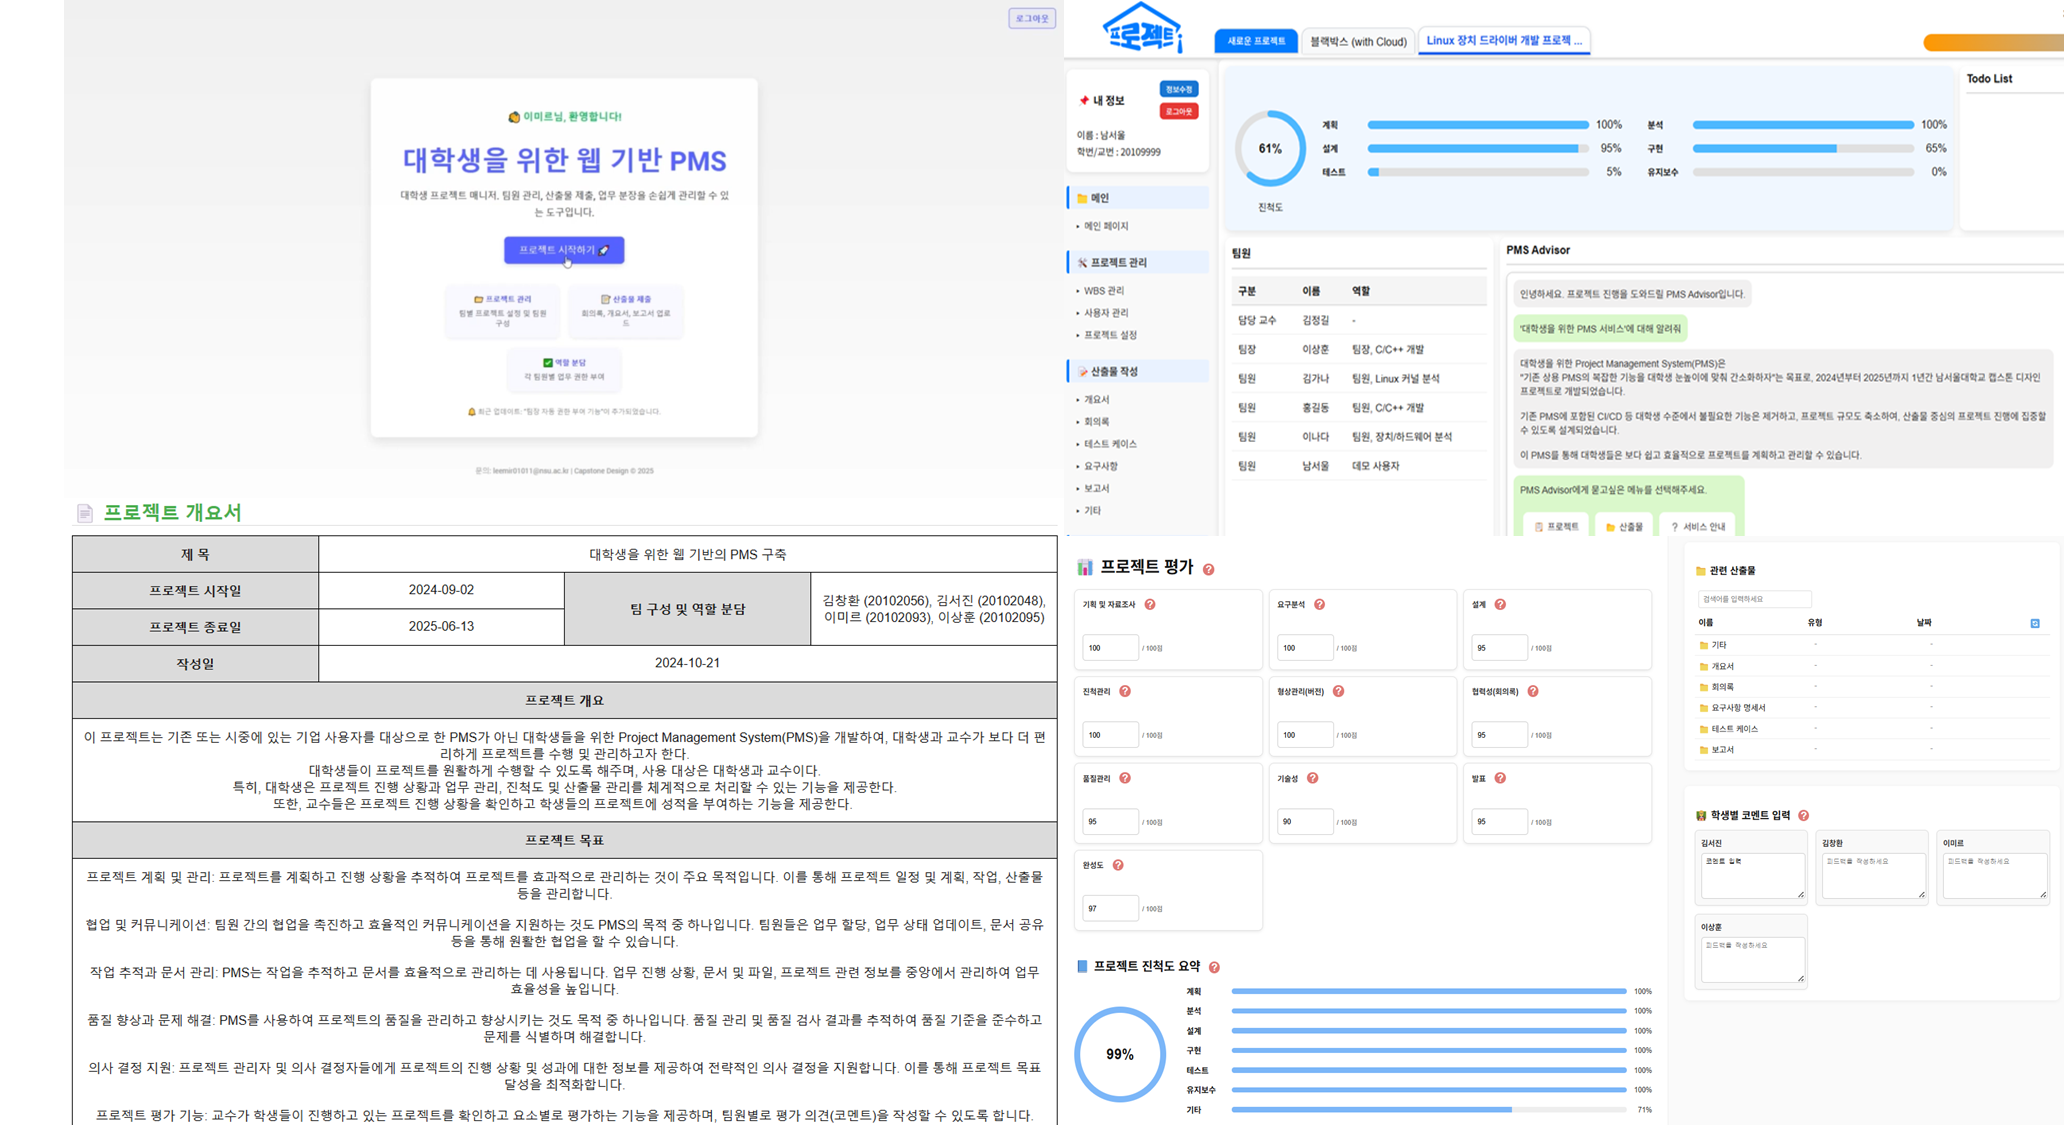 로그아웃
이미르님, 환영합니다!
대학생을 위한 웹 기반 PMS
대학생 프로젝트 매니저. 팀원 관리, 산출물 제출, 업무 분장을 손쉽게 관리할 수 있
는 도구입니다.
프로젝트 시작하기
프로젝트 관리
팀별 프로젝트 설정 및 팀원
구성
산출물 제출
회의록, 개요서, 보고서 업로
드
역할 분담
각 팀원별 업무 권한 부여
최근 업데이트: "팀장 자동 권한 부여 기능"이 추가되었습니다.
문의: leemir01011@nsu.ac.kr | Capstone Design © 2025
프로젝트
새로운 프로젝트
블랙박스 (with Cloud)
Linux 장치 드라이버 개발 프로젝 ...
내 정보
정보수정
로그아웃
이름 : 남서울
학번/교번 : 20109999
메인
메인 페이지
프로젝트 관리
WBS 관리
사용자 관리
프로젝트 설정
산출물 작성
개요서
회의록
테스트 케이스
요구사항
보고서
기타
61%
진척도
계획 100%
분석 100%
설계 95%
구현 65%
테스트 5%
유지보수 0%
Todo List
팀원
구분 이름 역할
담당 교수 김정길 -
팀장 이상훈 팀장, C/C++ 개발
팀원 김가나 팀원, Linux 커널 분석
팀원 홍길동 팀원, C/C++ 개발
팀원 이나다 팀원, 장치/하드웨어 분석
팀원 남서울 데모 사용자
PMS Advisor
안녕하세요. 프로젝트 진행을 도와드릴 PMS Advisor입니다.
'대학생을 위한 PMS 서비스'에 대해 알려줘
대학생을 위한 Project Management System(PMS)은
"기존 상용 PMS의 복잡한 기능을 대학생 눈높이에 맞춰 간소화하자"는 목표로, 2024년부터 2025년까지 1년간 남서울대학교 캡스톤 디자인
프로젝트로 개발되었습니다.
기존 PMS에 포함된 CI/CD 등 대학생 수준에서 불필요한 기능은 제거하고, 프로젝트 규모도 축소하여, 산출물 중심의 프로젝트 진행에 집중할
수 있도록 설계되었습니다.
이 PMS를 통해 대학생들은 보다 쉽고 효율적으로 프로젝트를 계획하고 관리할 수 있습니다.
PMS Advisor에게 묻고싶은 메뉴를 선택해주세요.
프로젝트
산출물
? 서비스 안내
프로젝트 개요서
제 목 대학생을 위한 웹 기반의 PMS 구축
프로젝트 시작일 2024-09-02
프로젝트 종료일 2025-06-13
팀 구성 및 역할 분담
김창환 (20102056), 김서진 (20102048),
이미르 (20102093), 이상훈 (20102095)
작성일 2024-10-21
프로젝트 개요
이 프로젝트는 기존 또는 시중에 있는 기업 사용자를 대상으로 한 PMS가 아닌 대학생들을 위한 Project Management System(PMS)을 개발하여, 대학생과 교수가 보다 더 편
리하게 프로젝트를 수행 및 관리하고자 한다.
대학생들이 프로젝트를 원활하게 수행할 수 있도록 해주며, 사용 대상은 대학생과 교수이다.
특히, 대학생은 프로젝트 진행 상황과 업무 관리, 진척도 및 산출물 관리를 체계적으로 처리할 수 있는 기능을 제공한다.
또한, 교수들은 프로젝트 진행 상황을 확인하고 학생들의 프로젝트에 성적을 부여하는 기능을 제공한다.
프로젝트 목표
프로젝트 계획 및 관리: 프로젝트를 계획하고 진행 상황을 추적하여 프로젝트를 효과적으로 관리하는 것이 주요 목적입니다. 이를 통해 프로젝트 일정 및 계획, 작업, 산출물
등을 관리합니다.
협업 및 커뮤니케이션: 팀원 간의 협업을 촉진하고 효율적인 커뮤니케이션을 지원하는 것도 PMS의 목적 중 하나입니다. 팀원들은 업무 할당, 업무 상태 업데이트, 문서 공유
등을 통해 원활한 협업을 할 수 있습니다.
작업 추적과 문서 관리: PMS는 작업을 추적하고 문서를 효율적으로 관리하는 데 사용됩니다. 업무 진행 상황, 문서 및 파일, 프로젝트 관련 정보를 중앙에서 관리하여 업무
효율성을 높입니다.
품질 향상과 문제 해결: PMS를 사용하여 프로젝트의 품질을 관리하고 향상시키는 것도 목적 중 하나입니다. 품질 관리 및 품질 검사 결과를 추적하여 품질 기준을 준수하고
문제를 식별하며 해결합니다.
의사 결정 지원: 프로젝트 관리자 및 의사 결정자들에게 프로젝트의 진행 상황 및 성과에 대한 정보를 제공하여 전략적인 의사 결정을 지원합니다. 이를 통해 프로젝트 목표
달성을 최적화합니다.
프로젝트 평가 기능: 교수가 학생들이 진행하고 있는 프로젝트를 확인하고 요소별로 평가하는 기능을 제공하며, 팀원별로 평가 의견(코멘트)을 작성할 수 있도록 합니다.
프로젝트 평가 ?
기획 및 자료조사 ?
100 / 100점
요구분석 ?
100 / 100점
설계 ?
95 / 100점
진척관리 ?
100 / 100점
형상관리(버전) ?
100 / 100점
협력성(회의록) ?
95 / 100점
품질관리 ?
95 / 100점
기술성 ?
90 / 100점
발표 ?
95 / 100점
완성도 ?
97 / 100점
프로젝트 진척도 요약 ?
99%
계획 100%
분석 100%
설계 100%
구현 100%
테스트 100%
유지보수 100%
기타 71%
관련 산출물
검색어를 입력하세요
이름 유형 날짜
기타 - -
개요서 - -
회의록 - -
요구사항 명세서 - -
테스트 케이스 - -
보고서 - -
학생별 코멘트 입력 ?
김서진
코멘트 입력
김창환
피드백을 작성하세요
이미르
피드백을 작성하세요
이상훈
피드백을 작성하세요